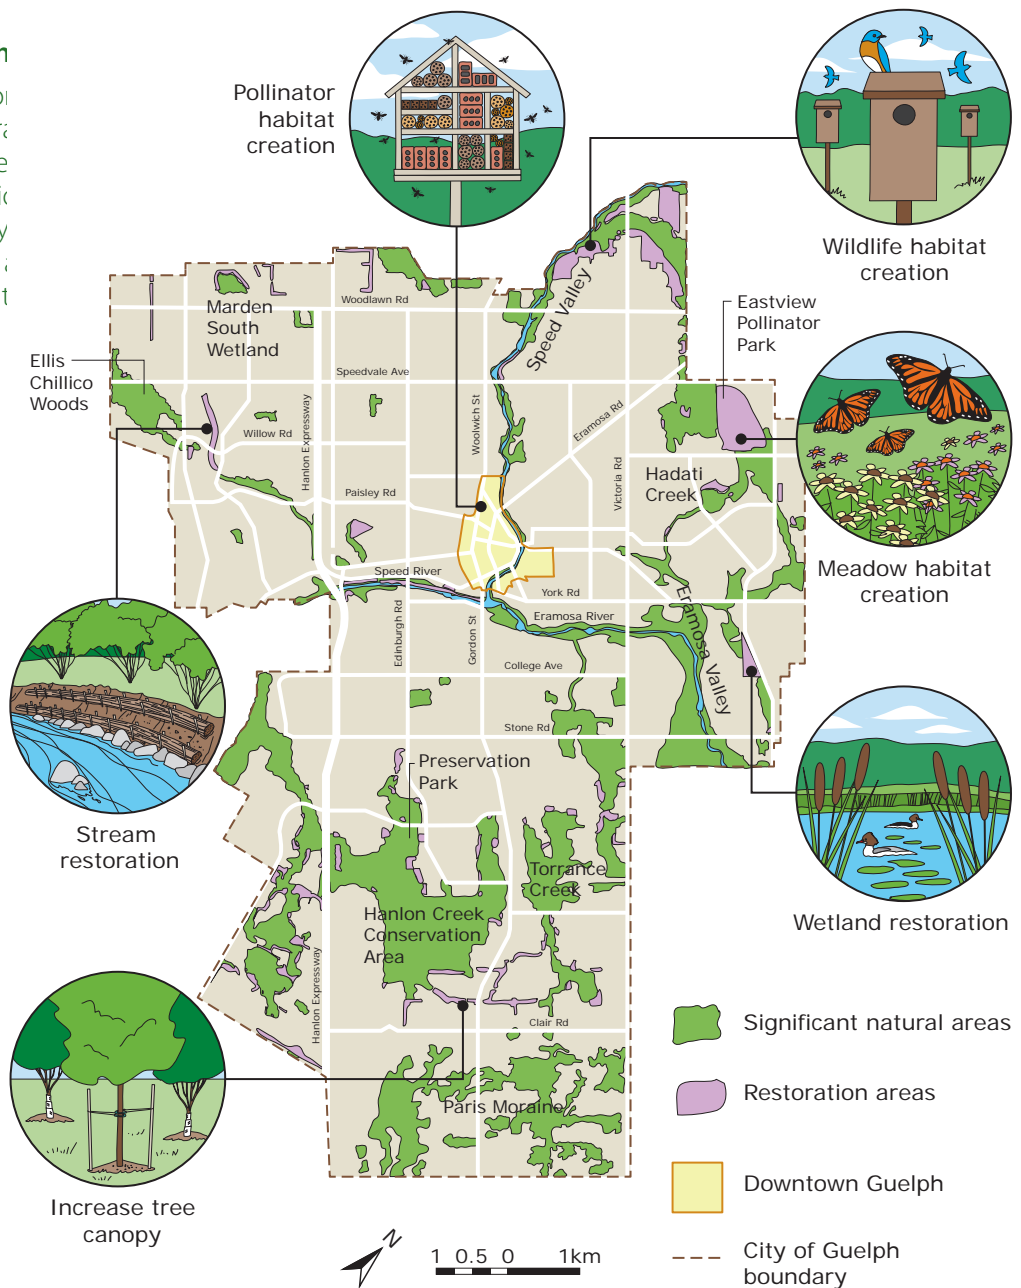 Pollinator
habitat
creation
Wildlife habitat
creation
Eastview
Pollinator
Park
Meadow habitat
creation
Wetland restoration
Ellis
Chillico
Woods
Stream
restoration
Increase tree
canopy
Marden
South
Wetland
Woodlawn Rd
Speed Valley
Speedvale Ave
Woolwich St
Eramosa Rd
Hanlon Expressway
Willow Rd
Paisley Rd
Victoria Rd
Hadati
Creek
Speed River
York Rd
Eramosa River
Edinburgh Rd
Gordon St
College Ave
Eramosa Valley
Stone Rd
Preservation
Park
Torrance
Creek
Hanlon Creek
Conservation
Area
Hanlon Expressway
Clair Rd
Paris Moraine
Significant natural areas
Restoration areas
Downtown Guelph
City of Guelph
boundary
N
1 0.5 0 1km